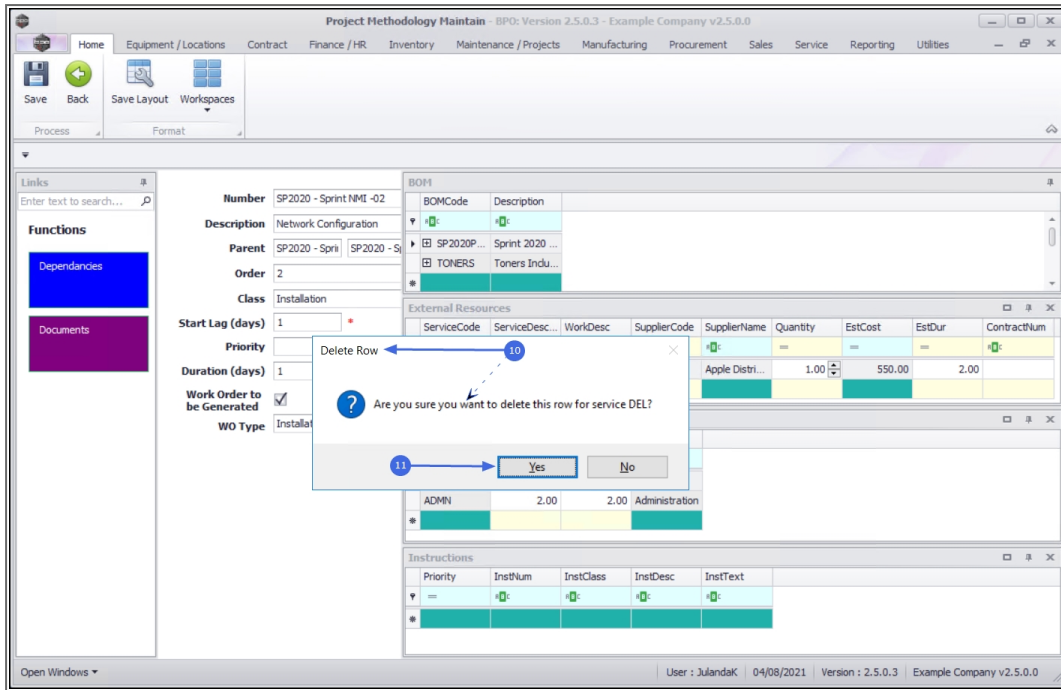 Project Methodology Maintain - BPO: Version 2.5.0.3 - Example Company v2.5.0.0
Home Equipment / Locations Contract Finance / HR Inventory Maintenance / Projects Manufacturing Procurement Sales Service Reporting Utilities
Save Back Save Layout Workspaces
Process Format
Links
Enter text to search...
Functions
Dependancies
Documents
Number SP2020 - Sprint NMI -02
Description Network Configuration
Parent SP2020 - Sprin SP2020 - Sp
Order 2
Class Installation
Start Lag (days) 1 *
Priority
Duration (days) 1
Work Order to
be Generated
WO Type Installat
BOM
BOMCode Description
SP2020P... Sprint 2020 ...
TONERS Toners Inclu...
External Resources
ServiceCode ServiceDesc... WorkDesc SupplierCode SupplierName Quantity EstCost EstDur ContractNum
Apple Distri... 1.00 550.00 2.00
Delete Row
10
Are you sure you want to delete this row for service DEL?
11
Yes No
ADMN 2.00 2.00 Administration
Instructions
Priority InstNum InstClass InstDesc InstText
Open Windows User : JulandaK 04/08/2021 Version : 2.5.0.3 Example Company v2.5.0.0